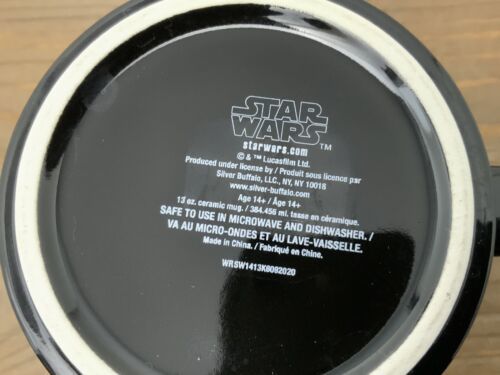 STAR
WARS™
starwars.com
© & ™ Lucasfilm Ltd.
Produced under license by / Produit sous licence par
Silver Buffalo, LLC., NY, NY 10018
www.silver-buffalo.com
Age 14+ / Âge 14+
13 oz. ceramic mug. / 384.456 ml. tasse en céramique.
SAFE TO USE IN MICROWAVE AND DISHWASHER. /
VA AU MICRO-ONDES ET AU LAVE-VAISSELLE.
Made in China. / Fabriqué en Chine.
WRSW1413K8082020